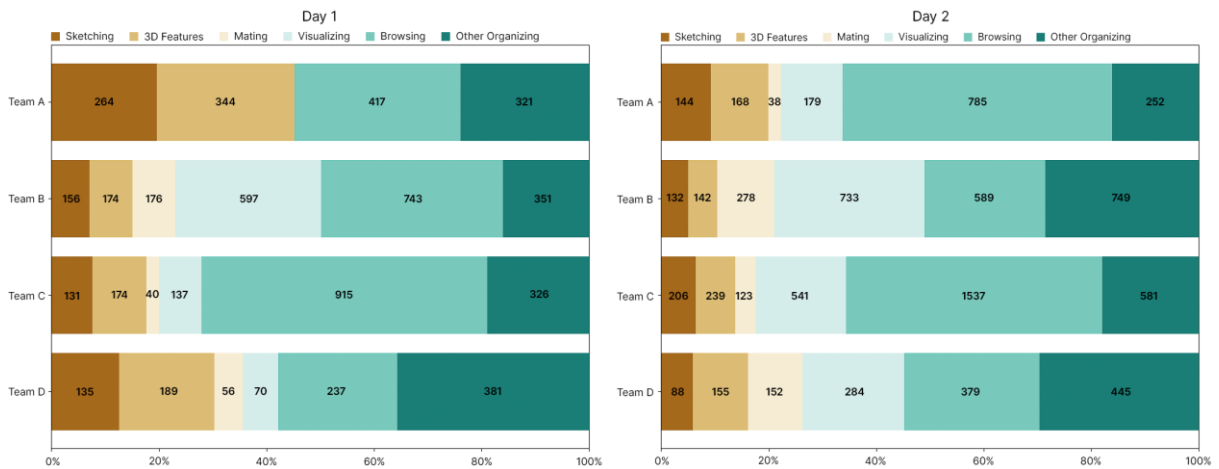 Day 1
Sketching 3D Features Mating Visualizing Browsing Other Organizing
Team A 264 344 417 321
Team B 156 174 176 597 743 351
Team C 131 174 40 137 915 326
Team D 135 189 56 70 237 381
0% 20% 40% 60% 80% 100%
Day 2
Sketching 3D Features Mating Visualizing Browsing Other Organizing
Team A 144 168 38 179 785 252
Team B 132 142 278 733 589 749
Team C 206 239 123 541 1537 581
Team D 88 155 152 284 379 445
0% 20% 40% 60% 80% 100%